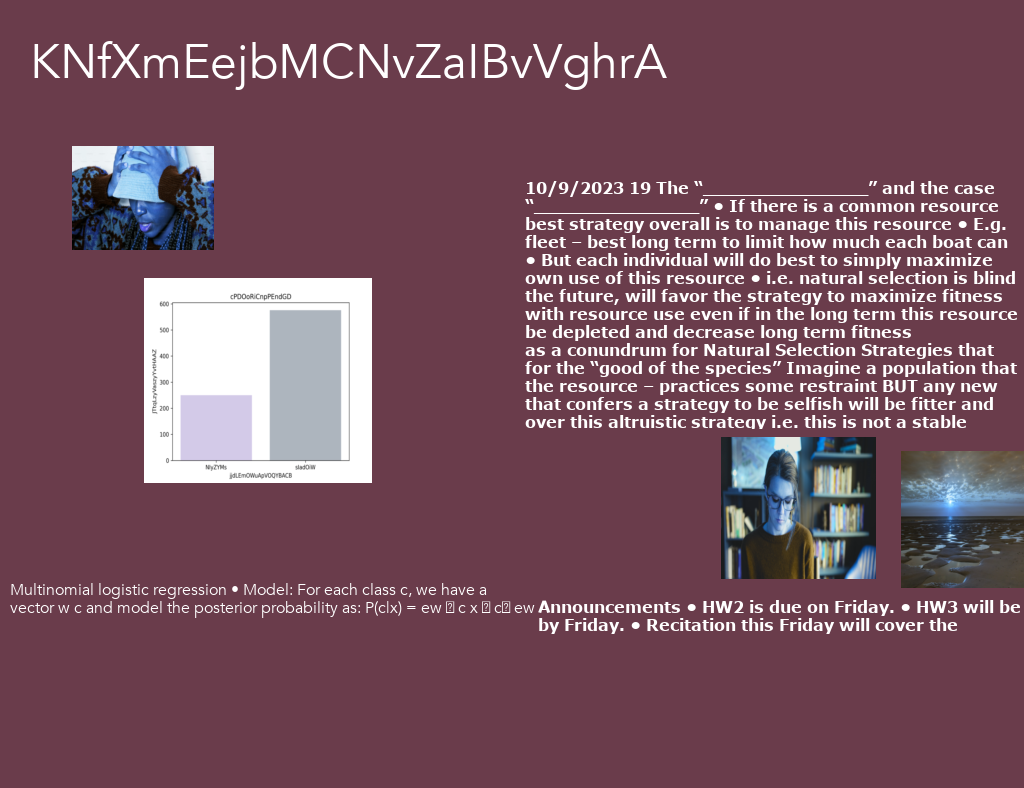 KNfXmEejbMCNvZaIBvVghrA
10/9/2023 19 The “___________________” and the case
“___________________” • If there is a common resource
best strategy overall is to manage this resource • E.g.
fleet – best long term to limit how much each boat can
• But each individual will do best to simply maximize
own use of this resource • i.e. natural selection is blind
the future, will favor the strategy to maximize fitness
with resource use even if in the long term this resource
be depleted and decrease long term fitness
as a conundrum for Natural Selection Strategies that
for the “good of the species” Imagine a population that
the resource – practices some restraint BUT any new
that confers a strategy to be selfish will be fitter and
over this altruistic strategy i.e. this is not a stable
cPDOoRiCnpPEndGD
600
500
400
300
200
100
0
NlyZYMs
sladOiW
jjdLEmOWuApVOQYBACB
Multinomial logistic regression • Model: For each class c, we have a
vector w c and model the posterior probability as: P(c|x) = ew c x c ew
Announcements • HW2 is due on Friday. • HW3 will be
by Friday. • Recitation this Friday will cover the